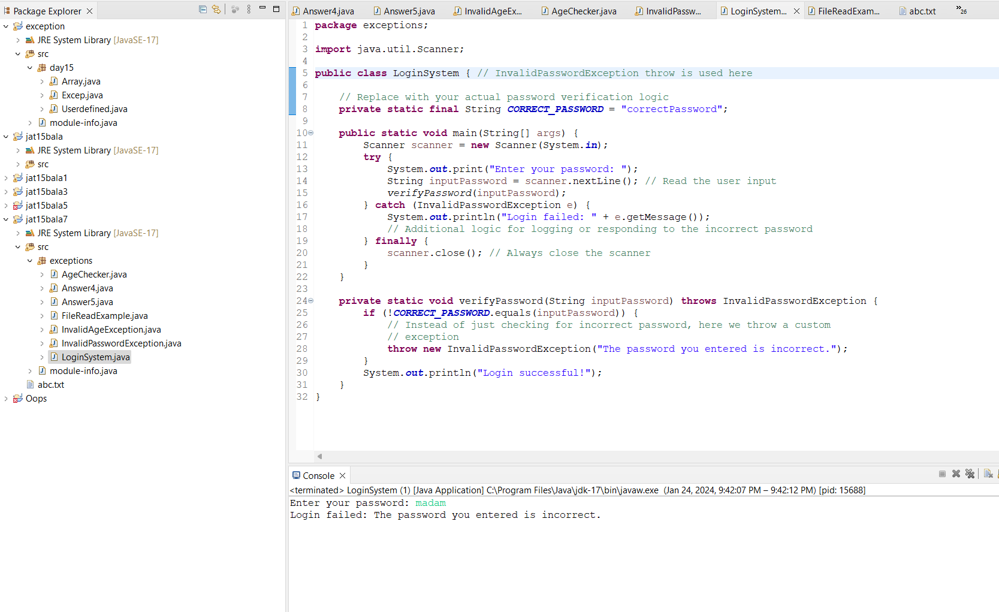 Package Explorer
exception
JRE System Library [JavaSE-17]
src
day15
Array.java
Excep.java
Userdefined.java
module-info.java
jat15bala
JRE System Library [JavaSE-17]
src
jat15bala1
jat15bala3
jat15bala5
jat15bala7
JRE System Library [JavaSE-17]
src
exceptions
AgeChecker.java
Answer4.java
Answer5.java
FileReadExample.java
InvalidAgeException.java
InvalidPasswordException.java
LoginSystem.java
module-info.java
abc.txt
Oops
Answer4.java Answer5.java InvalidAgeEx... AgeChecker.java InvalidPassw... LoginSystem... FileReadExam... abc.txt »26
1 package exceptions;
2
3 import java.util.Scanner;
4
5 public class LoginSystem { // InvalidPasswordException throw is used here
6
7     // Replace with your actual password verification logic
8     private static final String CORRECT_PASSWORD = "correctPassword";
9
10     public static void main(String[] args) {
11         Scanner scanner = new Scanner(System.in);
12         try {
13             System.out.print("Enter your password: ");
14             String inputPassword = scanner.nextLine(); // Read the user input
15             verifyPassword(inputPassword);
16         } catch (InvalidPasswordException e) {
17             System.out.println("Login failed: " + e.getMessage());
18             // Additional logic for logging or responding to the incorrect password
19         } finally {
20             scanner.close(); // Always close the scanner
21         }
22     }
23
24     private static void verifyPassword(String inputPassword) throws InvalidPasswordException {
25         if (!CORRECT_PASSWORD.equals(inputPassword)) {
26             // Instead of just checking for incorrect password, here we throw a custom
27             // exception
28             throw new InvalidPasswordException("The password you entered is incorrect.");
29         }
30         System.out.println("Login successful!");
31     }
32 }
Console
<terminated> LoginSystem (1) [Java Application] C:\Program Files\Java\jdk-17\bin\javaw.exe (Jan 24, 2024, 9:42:07 PM – 9:42:12 PM) [pid: 15688]
Enter your password: madam
Login failed: The password you entered is incorrect.